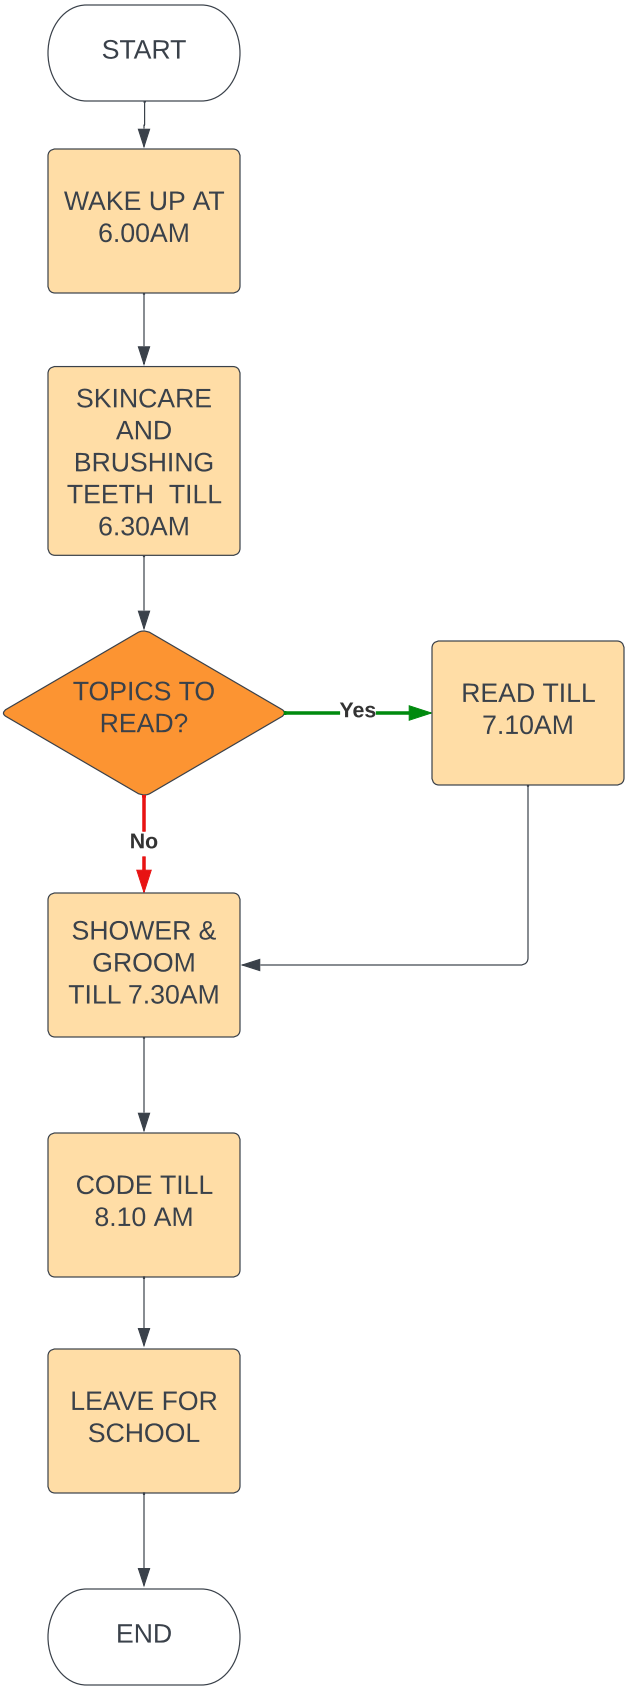 START
WAKE UP AT
6.00AM
SKINCARE
AND
BRUSHING
TEETH  TILL
6.30AM
TOPICS TO
READ?
Yes
READ TILL
7.10AM
No
SHOWER &
GROOM
TILL 7.30AM
CODE TILL
8.10 AM
LEAVE FOR
SCHOOL
END